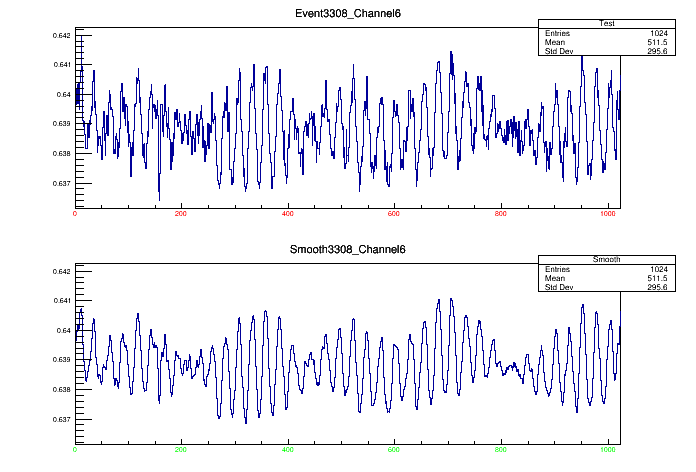 Event3308_Channel6
Test
Entries 1024
Mean 511.5
Std Dev 295.6
0.642
0.641
0.64
0.639
0.638
0.637
0 200 400 600 800 1000
Smooth3308_Channel6
Smooth
Entries 1024
Mean 511.5
Std Dev 295.6
0.642
0.641
0.64
0.639
0.638
0.637
0 200 400 600 800 1000